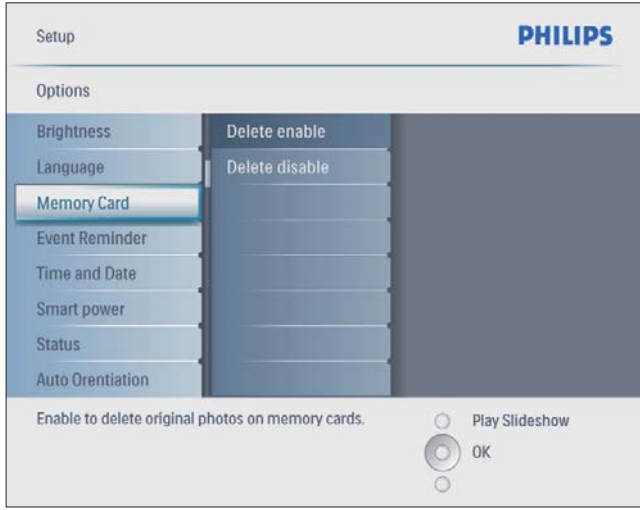 Setup
PHILIPS
Options
Brightness
Delete enable
Language
Delete disable
Memory Card
Event Reminder
Time and Date
Smart power
Status
Auto Orentiation
Enable to delete original photos on memory cards.
Play Slideshow
OK